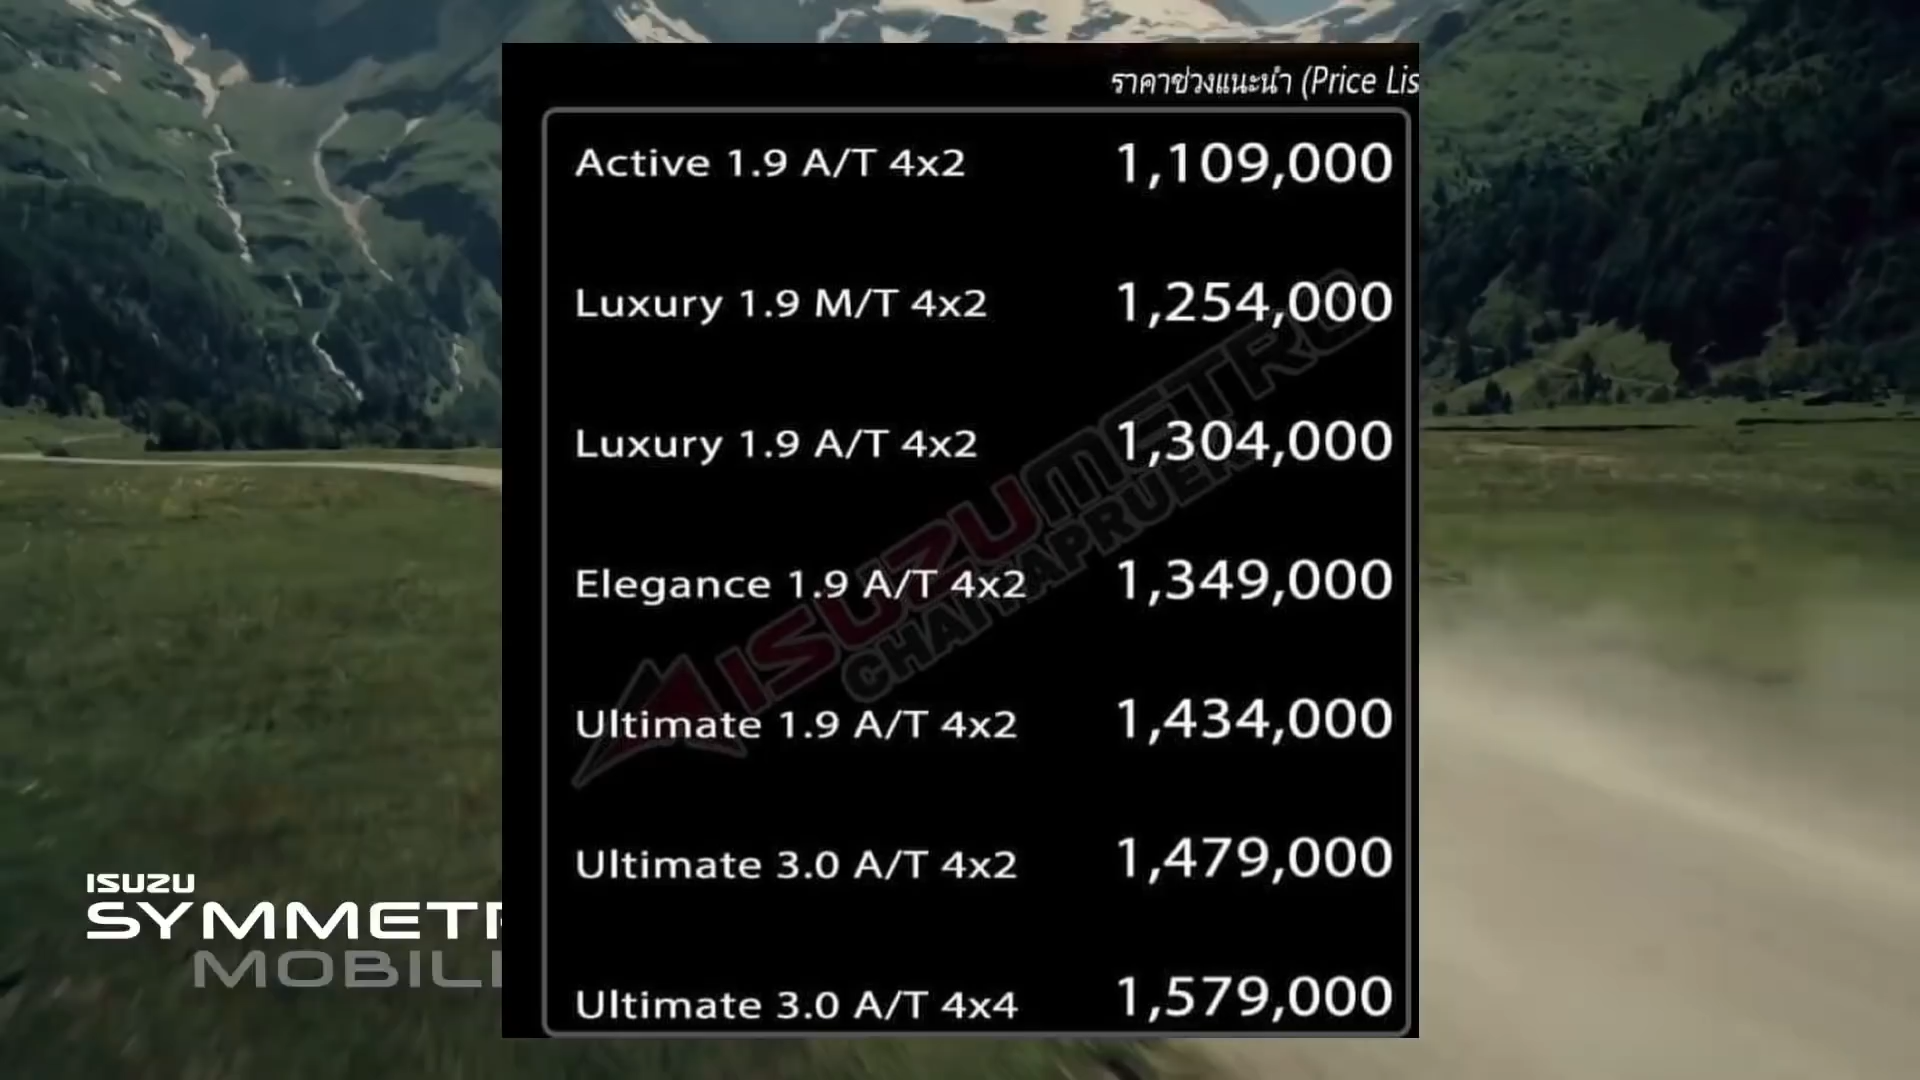 ราคาช่วงแนะนำ (Price Lis
Active 1.9 A/T 4x2 1,109,000
Luxury 1.9 M/T 4x2 1,254,000
Luxury 1.9 A/T 4x2 1,304,000
Elegance 1.9 A/T 4x2 1,349,000
Ultimate 1.9 A/T 4x2 1,434,000
Ultimate 3.0 A/T 4x2 1,479,000
Ultimate 3.0 A/T 4x4 1,579,000
ISUZUMETRO
CHAIYAPRUEK
ISUZU
SYMMETR
MOBILI